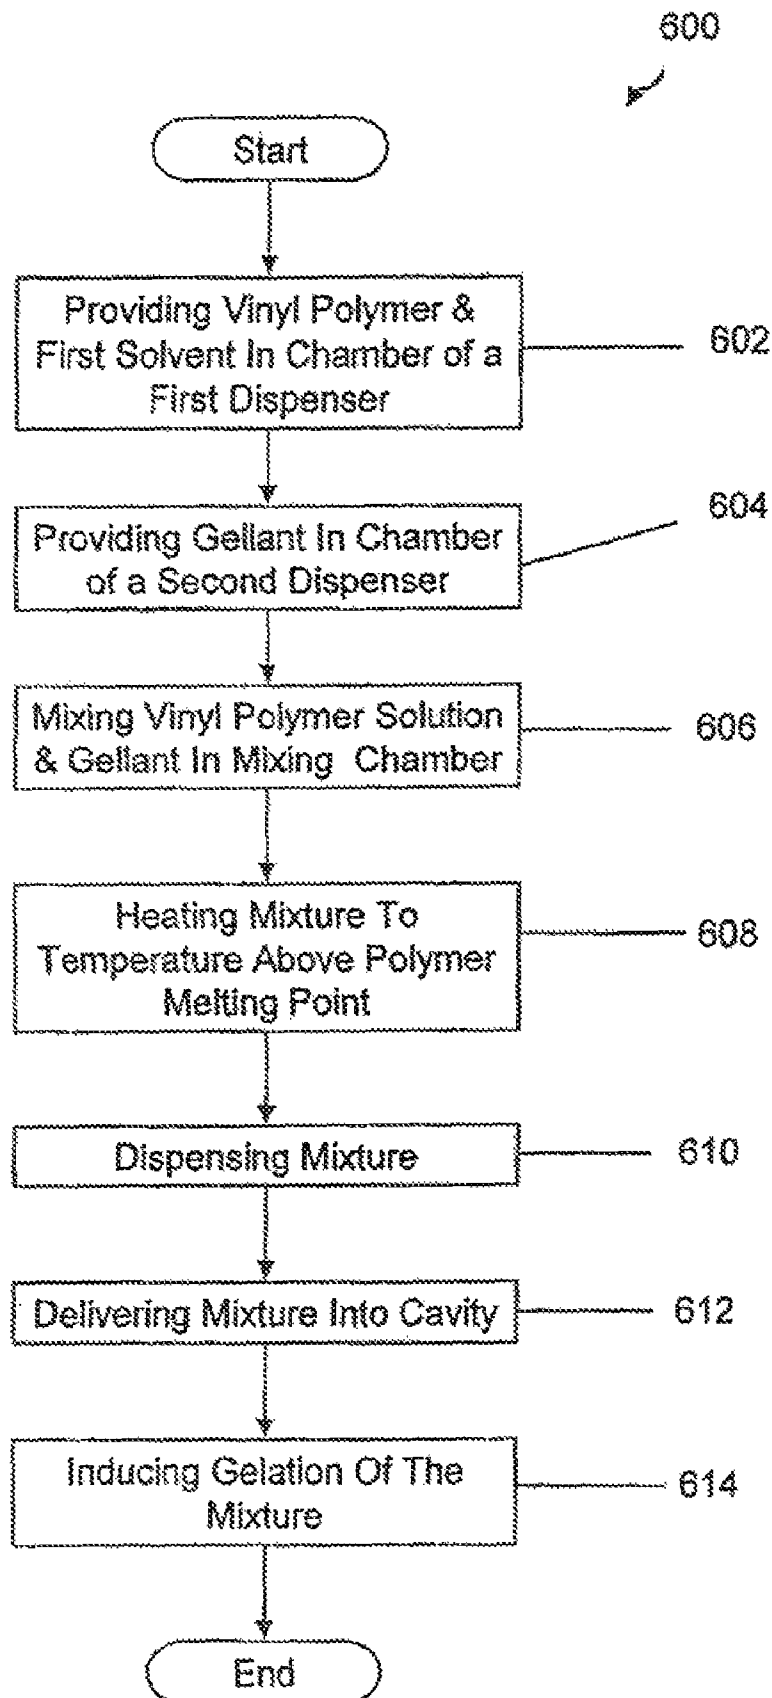 600
Start
Providing Vinyl Polymer &
First Solvent In Chamber of a
First Dispenser
602
Providing Gellant In Chamber
of a Second Dispenser
604
Mixing Vinyl Polymer Solution
& Gellant In Mixing Chamber
606
Heating Mixture To
Temperature Above Polymer
Melting Point
608
Dispensing Mixture
610
Delivering Mixture Into Cavity
612
Inducing Gelation Of The
Mixture
614
End